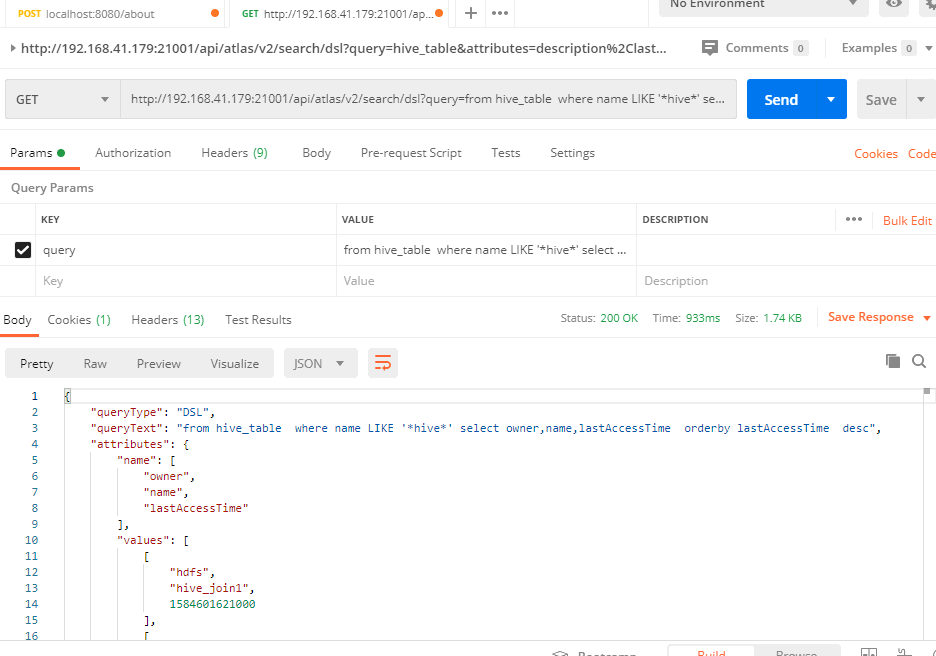 POST localhost:8080/about GET http://192.168.41.179:21001/ap... + ••• No Environment
http://192.168.41.179:21001/api/atlas/v2/search/dsl?query=hive_table&attributes=description%2Clast... Comments 0 Examples 0
GET http://192.168.41.179:21001/api/atlas/v2/search/dsl?query=from hive_table  where name LIKE '*hive*' se... Send Save
Params Authorization Headers (9) Body Pre-request Script Tests Settings Cookies Code
Query Params
KEY VALUE DESCRIPTION ••• Bulk Edit
query from hive_table  where name LIKE '*hive*' select ...
Key Value Description
Body Cookies (1) Headers (13) Test Results Status: 200 OK Time: 933ms Size: 1.74 KB Save Response
Pretty Raw Preview Visualize JSON
1 {
2 "queryType": "DSL",
3 "queryText": "from hive_table  where name LIKE '*hive*' select owner,name,lastAccessTime  orderby lastAccessTime  desc",
4 "attributes": {
5 "name": [
6 "owner",
7 "name",
8 "lastAccessTime"
9 ],
10 "values": [
11 [
12 "hdfs",
13 "hive_join1",
14 1584601621000
15 ],
16 [
Bootcamp Build Browse